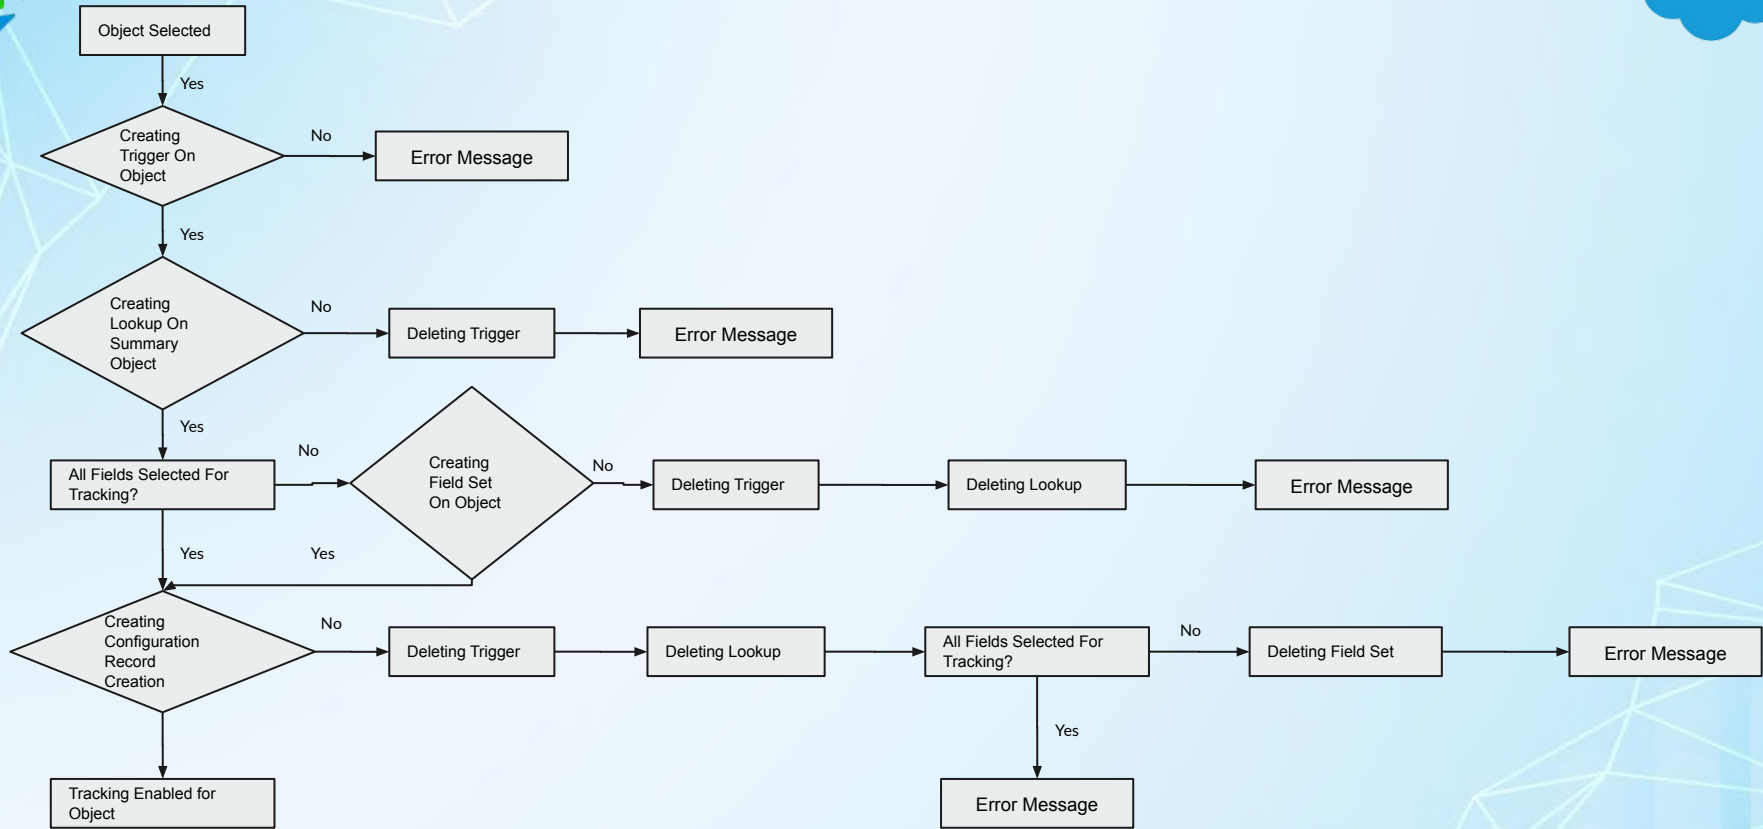 Object Selected
Yes
Creating
Trigger On
Object
No
Error Message
Yes
Creating
Lookup On
Summary
Object
No
Deleting Trigger
Error Message
Yes
All Fields Selected For
Tracking?
No
Creating
Field Set
On Object
No
Deleting Trigger
Deleting Lookup
Error Message
Yes
Yes
Creating
Configuration
Record
Creation
No
Deleting Trigger
Deleting Lookup
All Fields Selected For
Tracking?
No
Deleting Field Set
Error Message
Yes
Tracking Enabled for
Object
Error Message